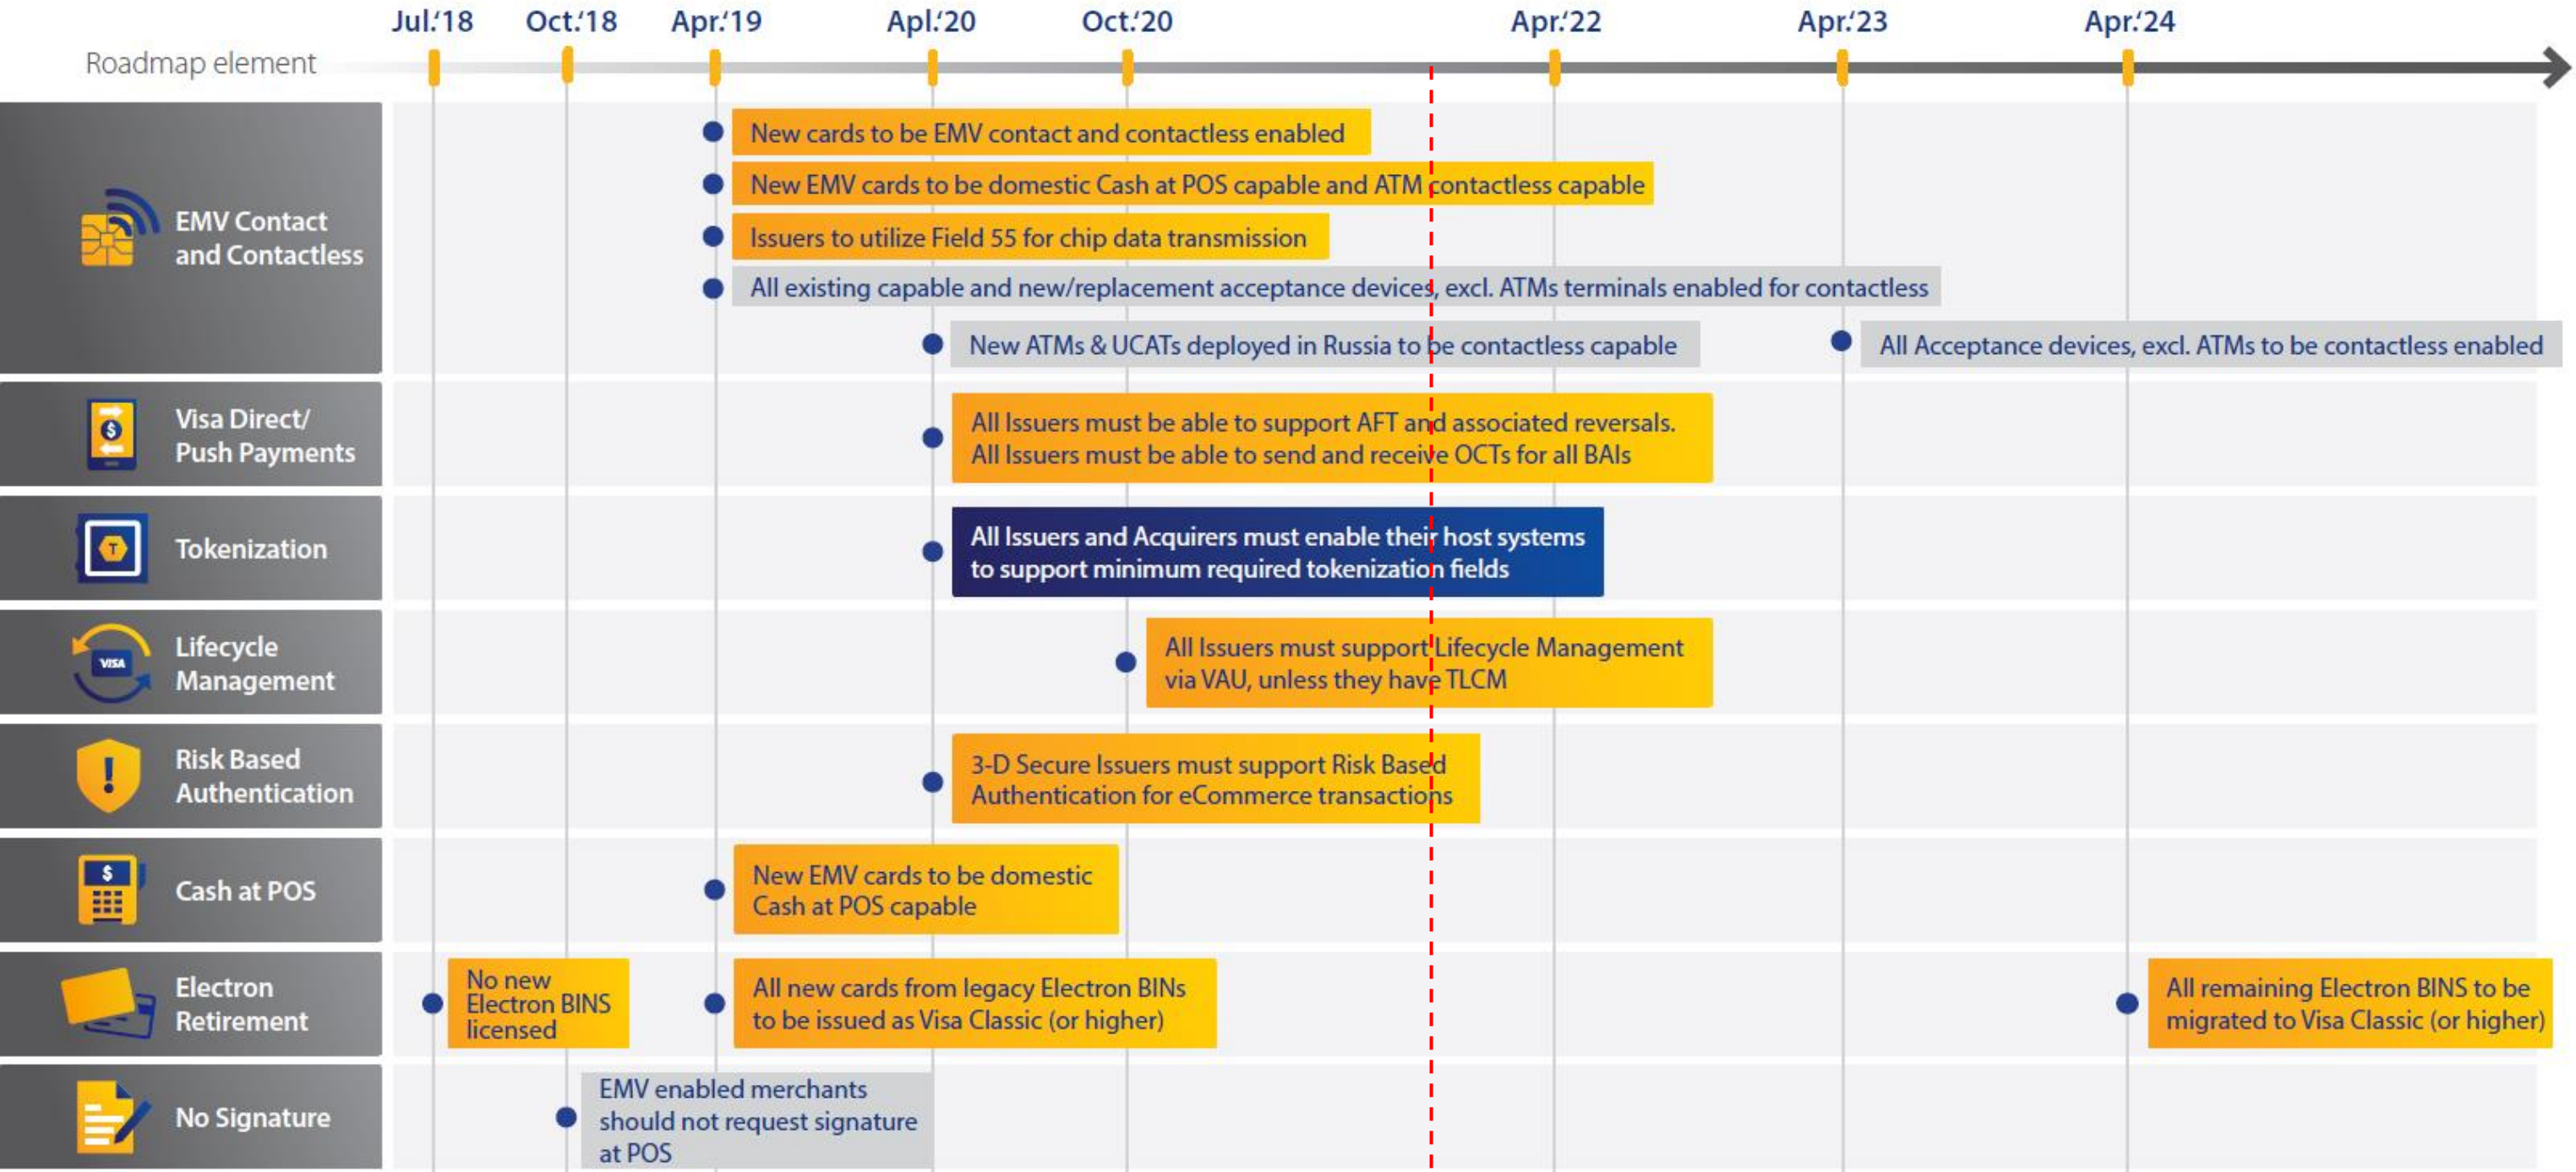 Jul.‘18 Oct.‘18 Apr.‘19 Apl.‘20 Oct.‘20 Apr.‘22 Apr.‘23 Apr.‘24
Roadmap element
EMV Contact
and Contactless
New cards to be EMV contact and contactless enabled
New EMV cards to be domestic Cash at POS capable and ATM contactless capable
Issuers to utilize Field 55 for chip data transmission
All existing capable and new/replacement acceptance devices, excl. ATMs terminals enabled for contactless
New ATMs & UCATs deployed in Russia to be contactless capable
All Acceptance devices, excl. ATMs to be contactless enabled
Visa Direct/
Push Payments
$
All Issuers must be able to support AFT and associated reversals.
All Issuers must be able to send and receive OCTs for all BAIs
T
Tokenization
All Issuers and Acquirers must enable their host systems
to support minimum required tokenization fields
VISA
Lifecycle
Management
All Issuers must support Lifecycle Management
via VAU, unless they have TLCM
!
Risk Based
Authentication
3-D Secure Issuers must support Risk Based
Authentication for eCommerce transactions
$
Cash at POS
New EMV cards to be domestic
Cash at POS capable
Electron
Retirement
No new
Electron BINS
licensed
All new cards from legacy Electron BINs
to be issued as Visa Classic (or higher)
All remaining Electron BINS to be
migrated to Visa Classic (or higher)
No Signature
EMV enabled merchants
should not request signature
at POS